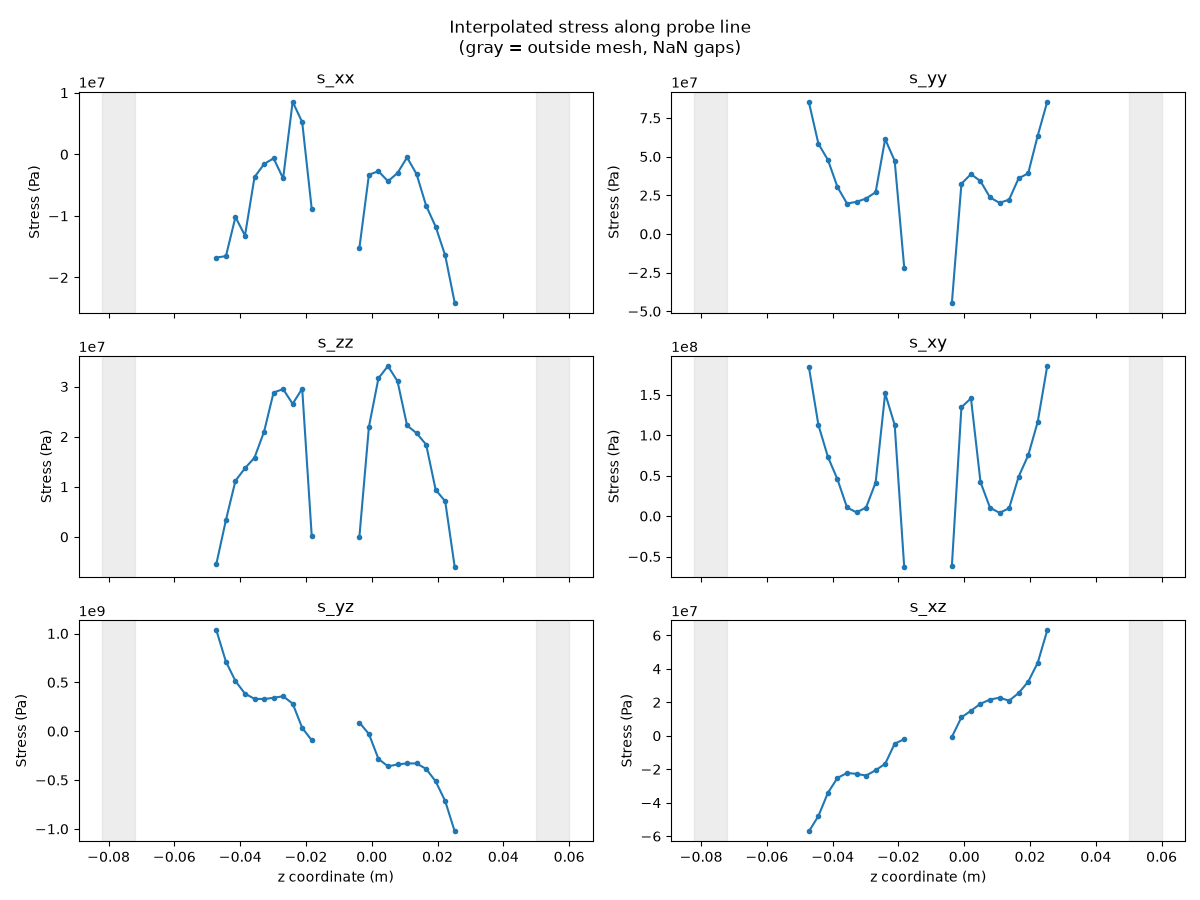 Interpolated stress along probe line
(gray = outside mesh, NaN gaps)
1e7
s_xx
1
0
−1
−2
Stress (Pa)
1e7
s_yy
7.5
5.0
2.5
0.0
−2.5
−5.0
Stress (Pa)
1e7
s_zz
3
2
1
0
Stress (Pa)
1e8
s_xy
1.5
1.0
0.5
0.0
−0.5
Stress (Pa)
1e9
s_yz
1.0
0.5
0.0
−0.5
−1.0
Stress (Pa)
−0.08 −0.06 −0.04 −0.02 0.00 0.02 0.04 0.06
z coordinate (m)
1e7
s_xz
6
4
2
0
−2
−4
−6
Stress (Pa)
−0.08 −0.06 −0.04 −0.02 0.00 0.02 0.04 0.06
z coordinate (m)